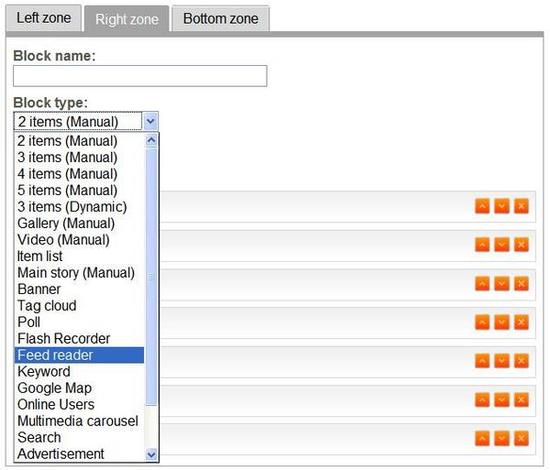 Left zone
Right zone
Bottom zone
Block name:
Block type:
2 items (Manual)
2 items (Manual)
3 items (Manual)
4 items (Manual)
5 items (Manual)
3 items (Dynamic)
Gallery (Manual)
Video (Manual)
Item list
Main story (Manual)
Banner
Tag cloud
Poll
Flash Recorder
Feed reader
Keyword
Google Map
Online Users
Multimedia carousel
Search
Advertisement